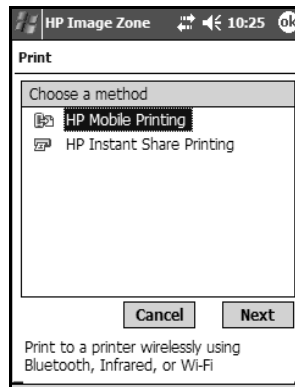 HP Image Zone 10:25 ok
Print
Choose a method
HP Mobile Printing
HP Instant Share Printing
Cancel Next
Print to a printer wirelessly using
Bluetooth, Infrared, or Wi-Fi